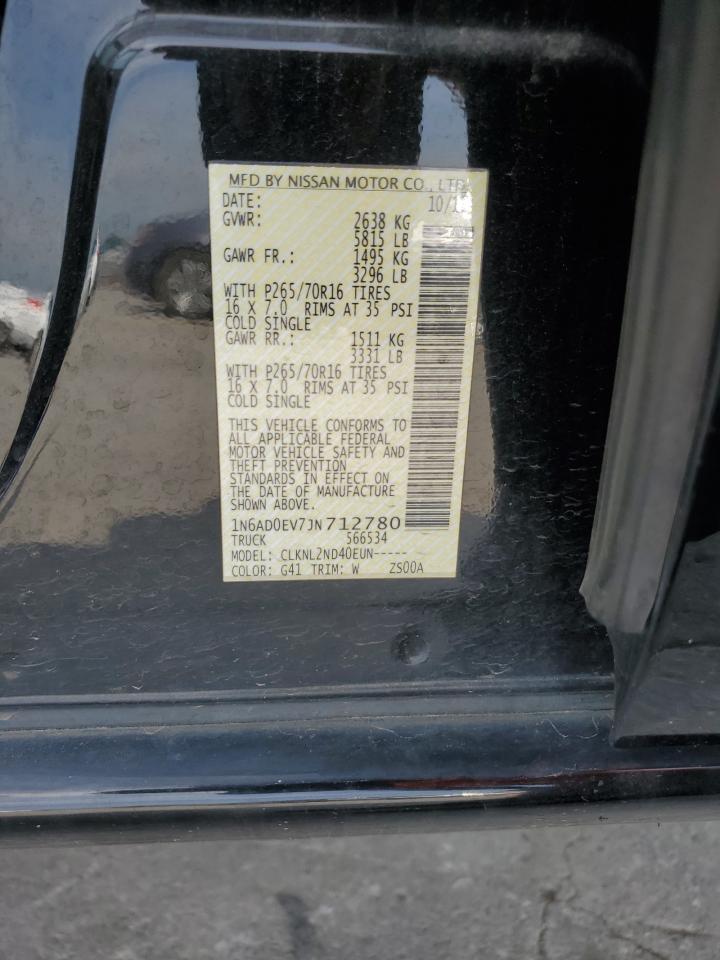 MFD BY NISSAN MOTOR CO., LTD.
DATE:
GVWR: 2638 KG
5815 LB
GAWR FR.: 1495 KG
3296 LB
WITH P265/70R16 TIRES
16 X 7.0 RIMS AT 35 PSI
COLD SINGLE
GAWR RR.: 1511 KG
3331 LB
WITH P265/70R16 TIRES
16 X 7.0 RIMS AT 35 PSI
COLD SINGLE
THIS VEHICLE CONFORMS TO
ALL APPLICABLE FEDERAL
MOTOR VEHICLE SAFETY AND
THEFT PREVENTION
STANDARDS IN EFFECT ON
THE DATE OF MANUFACTURE
SHOWN ABOVE.
1N6AD0EV7JN712780
TRUCK 566534
MODEL: CLKNL2ND40EUN-----
COLOR: G41 TRIM: W ZS00A